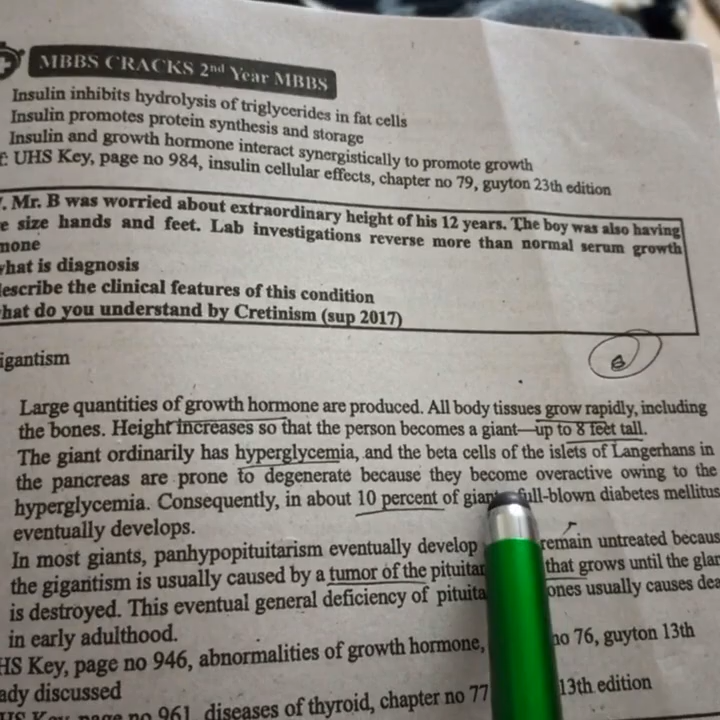 MBBS CRACKS 2nd Year MBBS
Insulin inhibits hydrolysis of triglycerides in fat cells
Insulin promotes protein synthesis and storage
Insulin and growth hormone interact synergistically to promote growth
f: UHS Key, page no 984, insulin cellular effects, chapter no 79, guyton 23th edition
. Mr. B was worried about extraordinary height of his 12 years. The boy was also having
e size hands and feet. Lab investigations reverse more than normal serum growth
mone
what is diagnosis
escribe the clinical features of this condition
hat do you understand by Cretinism (sup 2017)
igantism
Large quantities of growth hormone are produced. All body tissues grow rapidly, including
the bones. Height increases so that the person becomes a giant—up to 8 feet tall.
The giant ordinarily has hyperglycemia, and the beta cells of the islets of Langerhans in
the pancreas are prone to degenerate because they become overactive owing to the
hyperglycemia. Consequently, in about 10 percent of giants, full-blown diabetes mellitus
eventually develops.
In most giants, panhypopituitarism eventually develop remain untreated becaus
the gigantism is usually caused by a tumor of the pituitar that grows until the glan
is destroyed. This eventual general deficiency of pituita ones usually causes dea
in early adulthood.
HS Key, page no 946, abnormalities of growth hormone, no 76, guyton 13th
ady discussed
HS Key, page no 961, diseases of thyroid, chapter no 77 13th edition